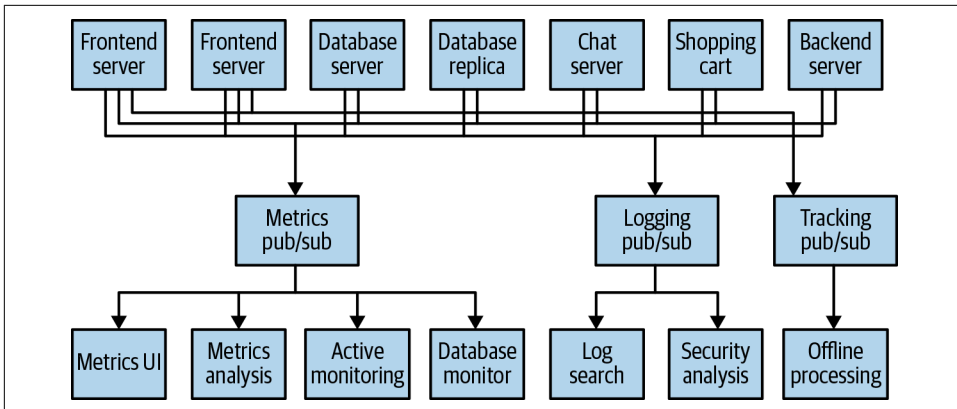 Frontend
server
Frontend
server
Database
server
Database
replica
Chat
server
Shopping
cart
Backend
server
Metrics
pub/sub
Logging
pub/sub
Tracking
pub/sub
Metrics UI
Metrics
analysis
Active
monitoring
Database
monitor
Log
search
Security
analysis
Offline
processing